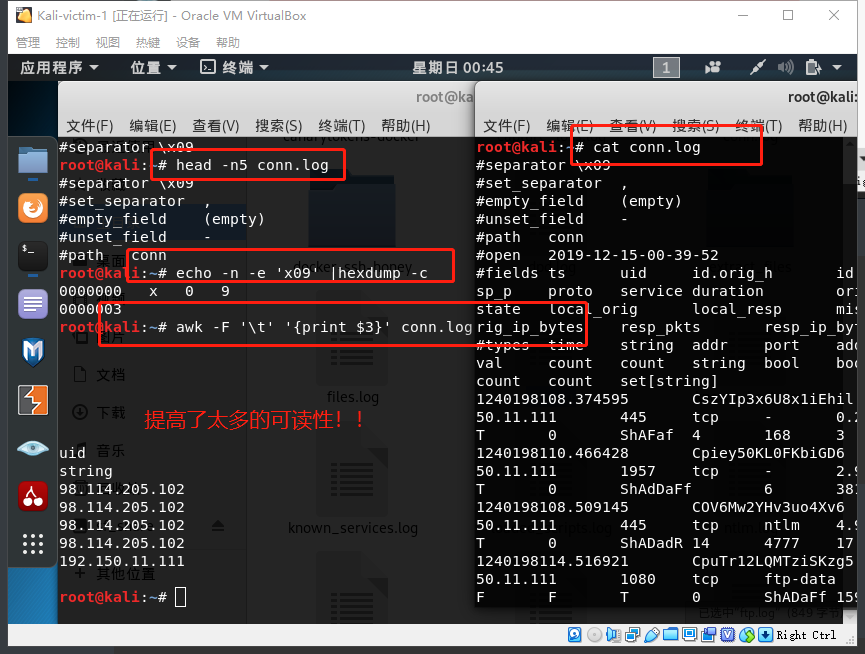 Kali-victim-1 [正在运行] - Oracle VM VirtualBox
管理 控制 视图 热键 设备 帮助
应用程序 位置 终端 星期日 00:45 1
root@ka
文件(F) 编辑(E) 查看(V) 搜索(S) 终端(T) 帮助(H)
#separator \x09
root@kali:~# head -n5 conn.log
#separator \x09
#set_separator ,
#empty_field (empty)
#unset_field -
#path conn
root@kali:~# echo -n -e 'x09' |hexdump -c
0000000 x 0 9
0000003
root@kali:~# awk -F '\t' '{print $3}' conn.log
提高了太多的可读性！！
uid
string
98.114.205.102
98.114.205.102
98.114.205.102
98.114.205.102
192.150.11.111
root@kali:~#
图片
文档
下载
音乐
其他位置
files.log
known_services.log
root@kali:
文件(F) 编辑(E) 查看(V) 搜索(S) 终端(T) 帮助(H)
root@kali:~# cat conn.log
#separator \x09
#set_separator ,
#empty_field (empty)
#unset_field -
#path conn
#open 2019-12-15-00-39-52
#fields ts uid id.orig_h id
sp_p proto service duration ori
state local_orig local_resp mis
rig_ip_bytes resp_pkts resp_ip_byt
#types time string addr port add
val count count string bool boo
count count set[string]
1240198108.374595 CszYIp3x6U8x1iEhil
50.11.111 445 tcp - 0.2
T 0 ShAFaf 4 168 3
1240198110.466428 Cpiey50KL0FKbiGD6
50.11.111 1957 tcp - 2.9
T 0 ShAdDaFf 6 381
1240198108.509145 COV6Mw2YHv3uo4Xv6
50.11.111 445 tcp ntlm 4.9
T 0 ShADadR 14 4777 17
1240198114.516921 CpuTr12LQMTziSKzg5
50.11.111 1080 tcp ftp-data
F F T 0 ShADaFf 159
已选中"ftp.log" (849 字节
Right Ctrl